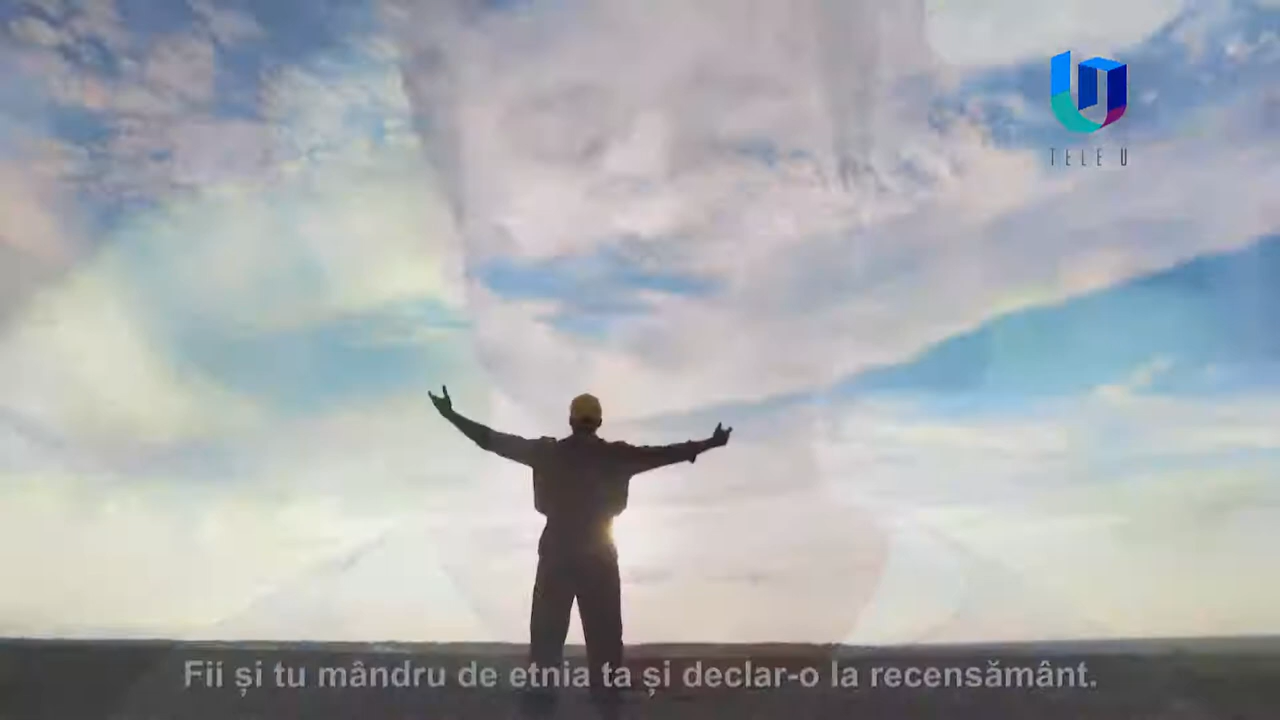 TELE U
Fii și tu mândru de etnia ta și declar-o la recensământ.